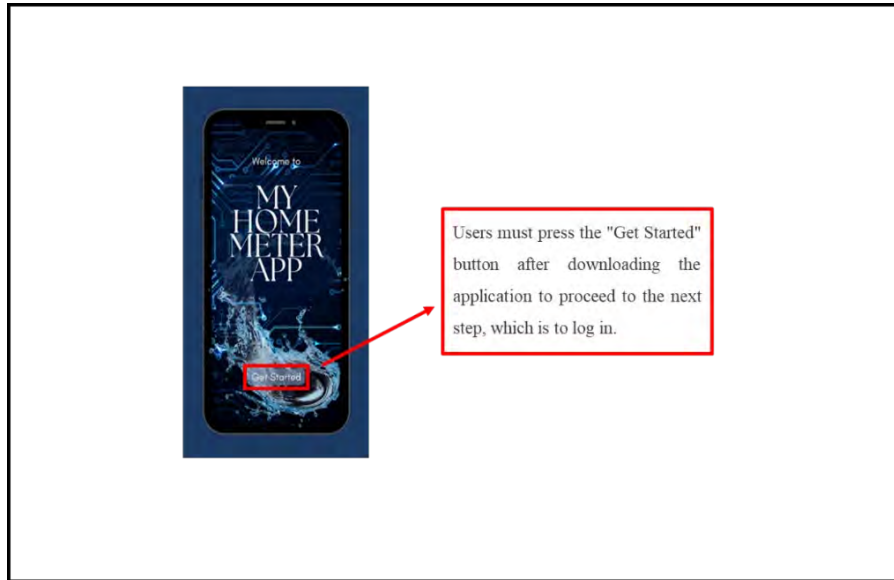 Welcome to
MY
HOME
METER
APP
Get Started
Users must press the "Get Started"
button after downloading the
application to proceed to the next
step, which is to log in.